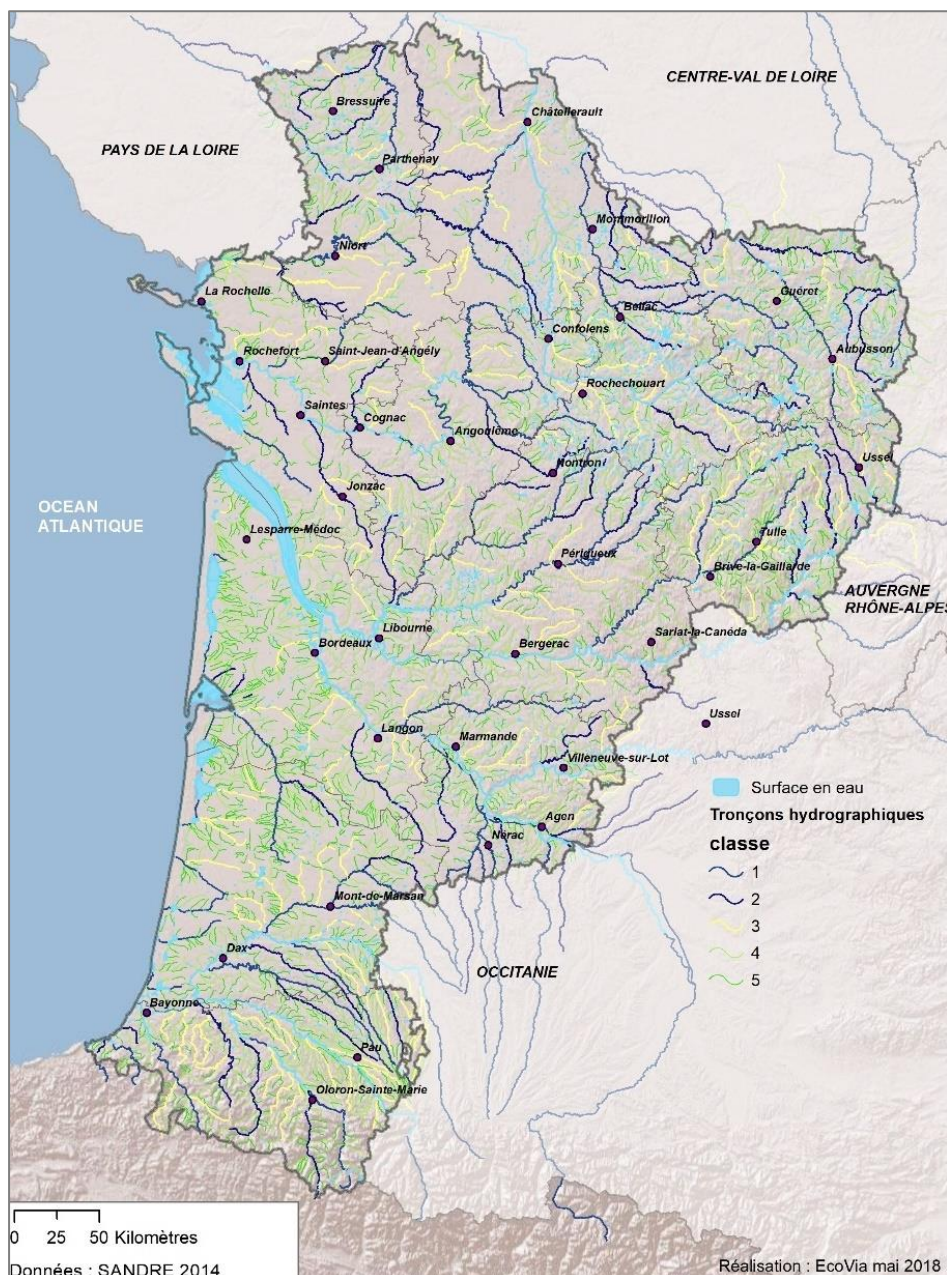 CENTRE-VAL DE LOIRE
Bressuire
Châtellerault
PAYS DE LA LOIRE
Parthenay
Mommorillon
Niort
La Rochelle
Guéret
Bellac
Confolens
Rochefort
Saint-Jean-d'Angély
Aubusson
Rochechouart
Saintes
Cognac
Angoulême
Nontron
Ussel
Jonzac
OCEAN
ATLANTIQUE
Lesparre-Médoc
Tulle
Périgueux
Brive-la-Gaillarde
AUVERGNE
RHÔNE-ALPES
Libourne
Sarlat-la-Canéda
Bordeaux
Bergerac
Ussel
Langon
Marmande
Villeneuve-sur-Lot
Surface en eau
Tronçons hydrographiques
classe
1
2
3
4
5
Agen
Nérac
Mont-de-Marsan
Dax
OCCITANIE
Bayonne
Pau
Oloron-Sainte-Marie
0 25 50 Kilomètres
Données : SANDRE 2014
Réalisation : EcoVia mai 2018